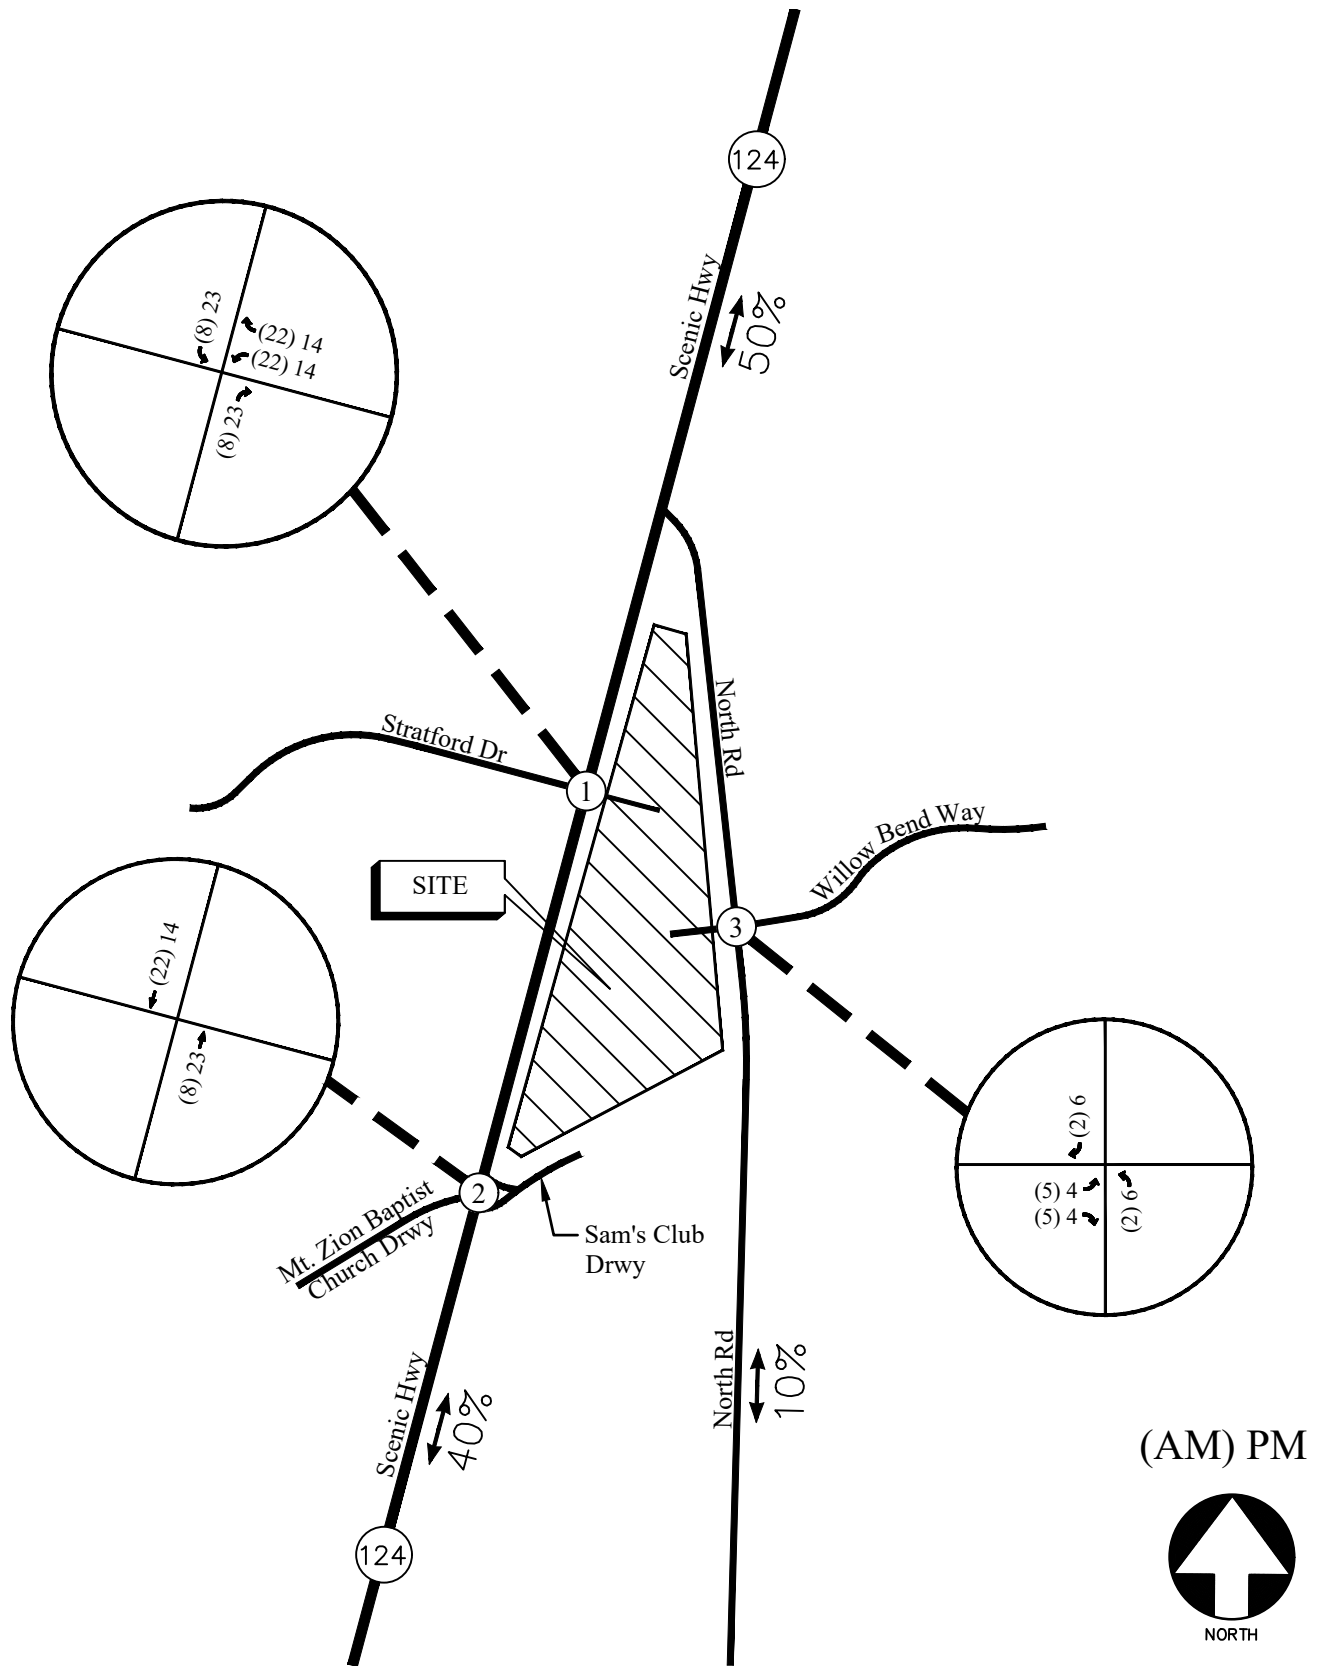 124
Scenic Hwy
50%
(8) 23
(22) 14
(22) 14
(8) 23
North Rd
Stratford Dr
1
Willow Bend Way
SITE
3
(22) 14
(8) 23
(2) 6
(5) 4
(5) 4
(2) 6
2
Mt. Zion Baptist
Church Drwy
Sam's Club
Drwy
North Rd
10%
Scenic Hwy
40%
(AM) PM
124
NORTH